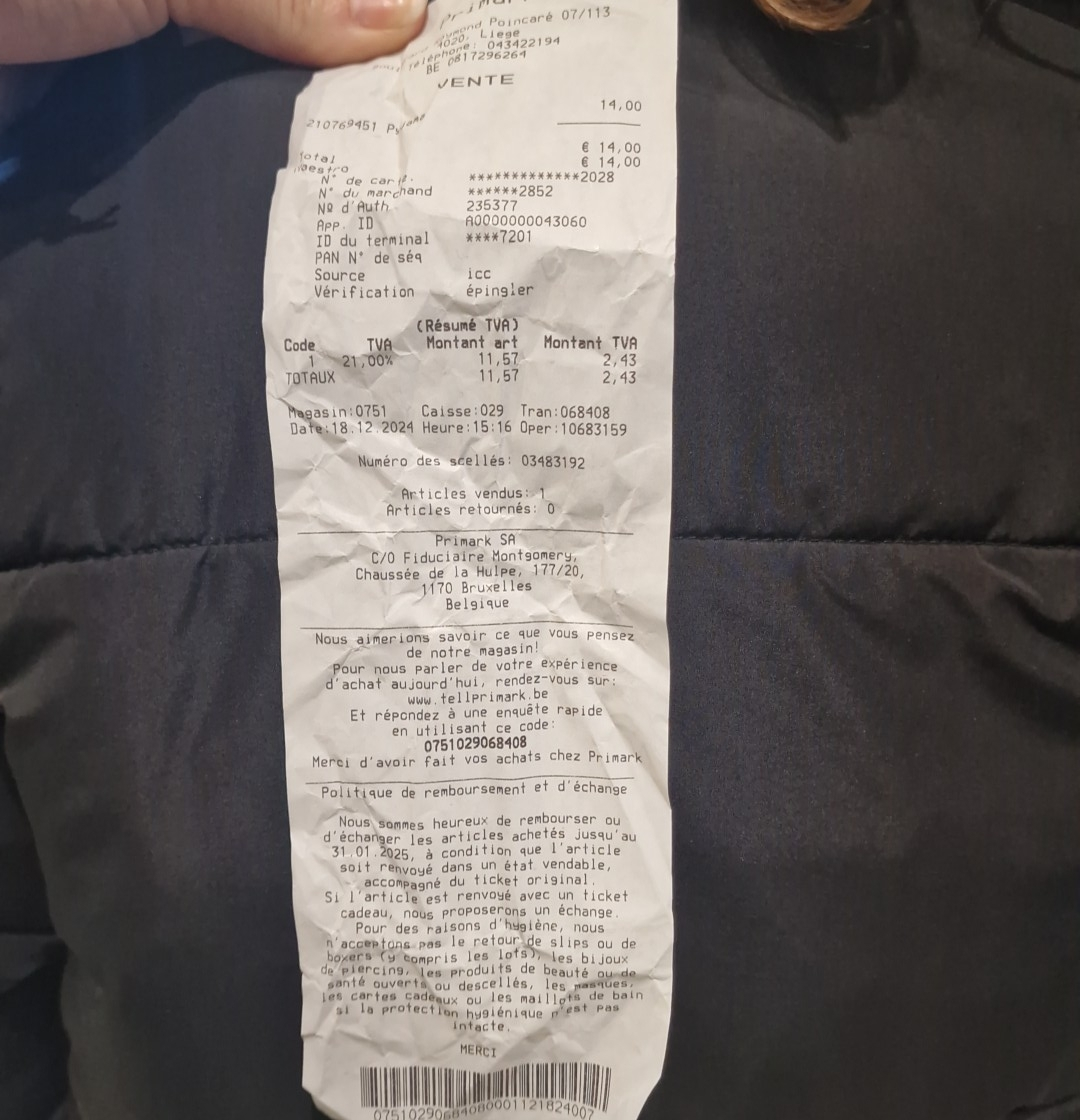 Poincaré 07/113
4020, Liege
Téléphone: 043422194
BE 0817296264
VENTE
14,00
210769451 Pyjama
€ 14,00
Total € 14,00
Maestro
N° de cart. *************2028
N° du marchand ******2852
Nº d'Auth. 235377
App. ID A0000000043060
ID du terminal ****7201
PAN N° de séq
Source icc
Vérification épingler
(Résumé TVA)
Code TVA Montant art Montant TVA
1 21,00% 11,57 2,43
TOTAUX 11,57 2,43
Magasin:0751 Caisse:029 Tran:068408
Date:18.12.2024 Heure:15:16 Oper:10683159
Numéro des scellés: 03483192
Articles vendus: 1
Articles retournés: 0
Primark SA
C/O Fiduciaire Montgomery,
Chaussée de la Hulpe, 177/20,
1170 Bruxelles
Belgique
Nous aimerions savoir ce que vous pensez
de notre magasin!
Pour nous parler de votre expérience
d'achat aujourd'hui, rendez-vous sur:
www.tellprimark.be
Et répondez à une enquête rapide
en utilisant ce code:
0751029068408
Merci d'avoir fait vos achats chez Primark
Politique de remboursement et d'échange
Nous sommes heureux de rembourser ou
d'échanger les articles achetés jusqu'au
31.01.2025, à condition que l'article
soit renvoyé dans un état vendable,
accompagné du ticket original.
Si l'article est renvoyé avec un ticket
cadeau, nous proposerons un échange.
Pour des raisons d'hygiène, nous
n'acceptons pas le retour de slips ou de
boxers (y compris les lots), les bijoux
de piercing, les produits de beauté ou de
santé ouverts ou descellés, les masques,
les cartes cadeaux ou les maillots de bain
si la protection hygiénique n'est pas
intacte.
MERCI
07510290684080001121824007